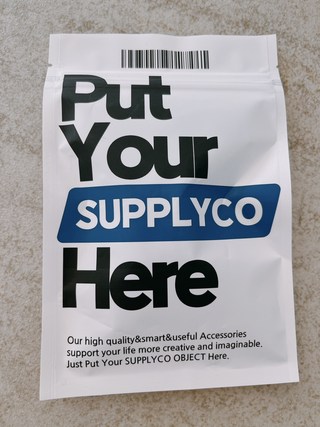 Put
Your
SUPPLYCO
Here
Our high quality&smart&useful Accessories
support your life more creative and imaginable.
Just Put Your SUPPLYCO OBJECT Here.